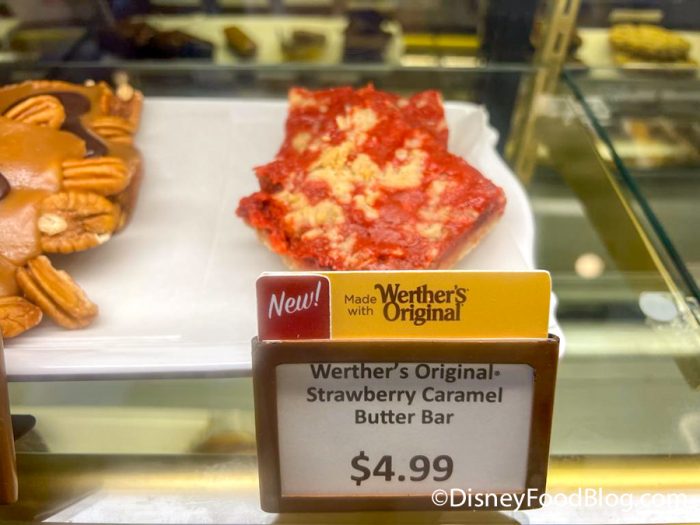 New!
Made
with
Werther's
Original
Werther's Original®
Strawberry Caramel
Butter Bar
$4.99
©DisneyFoodBlog.com